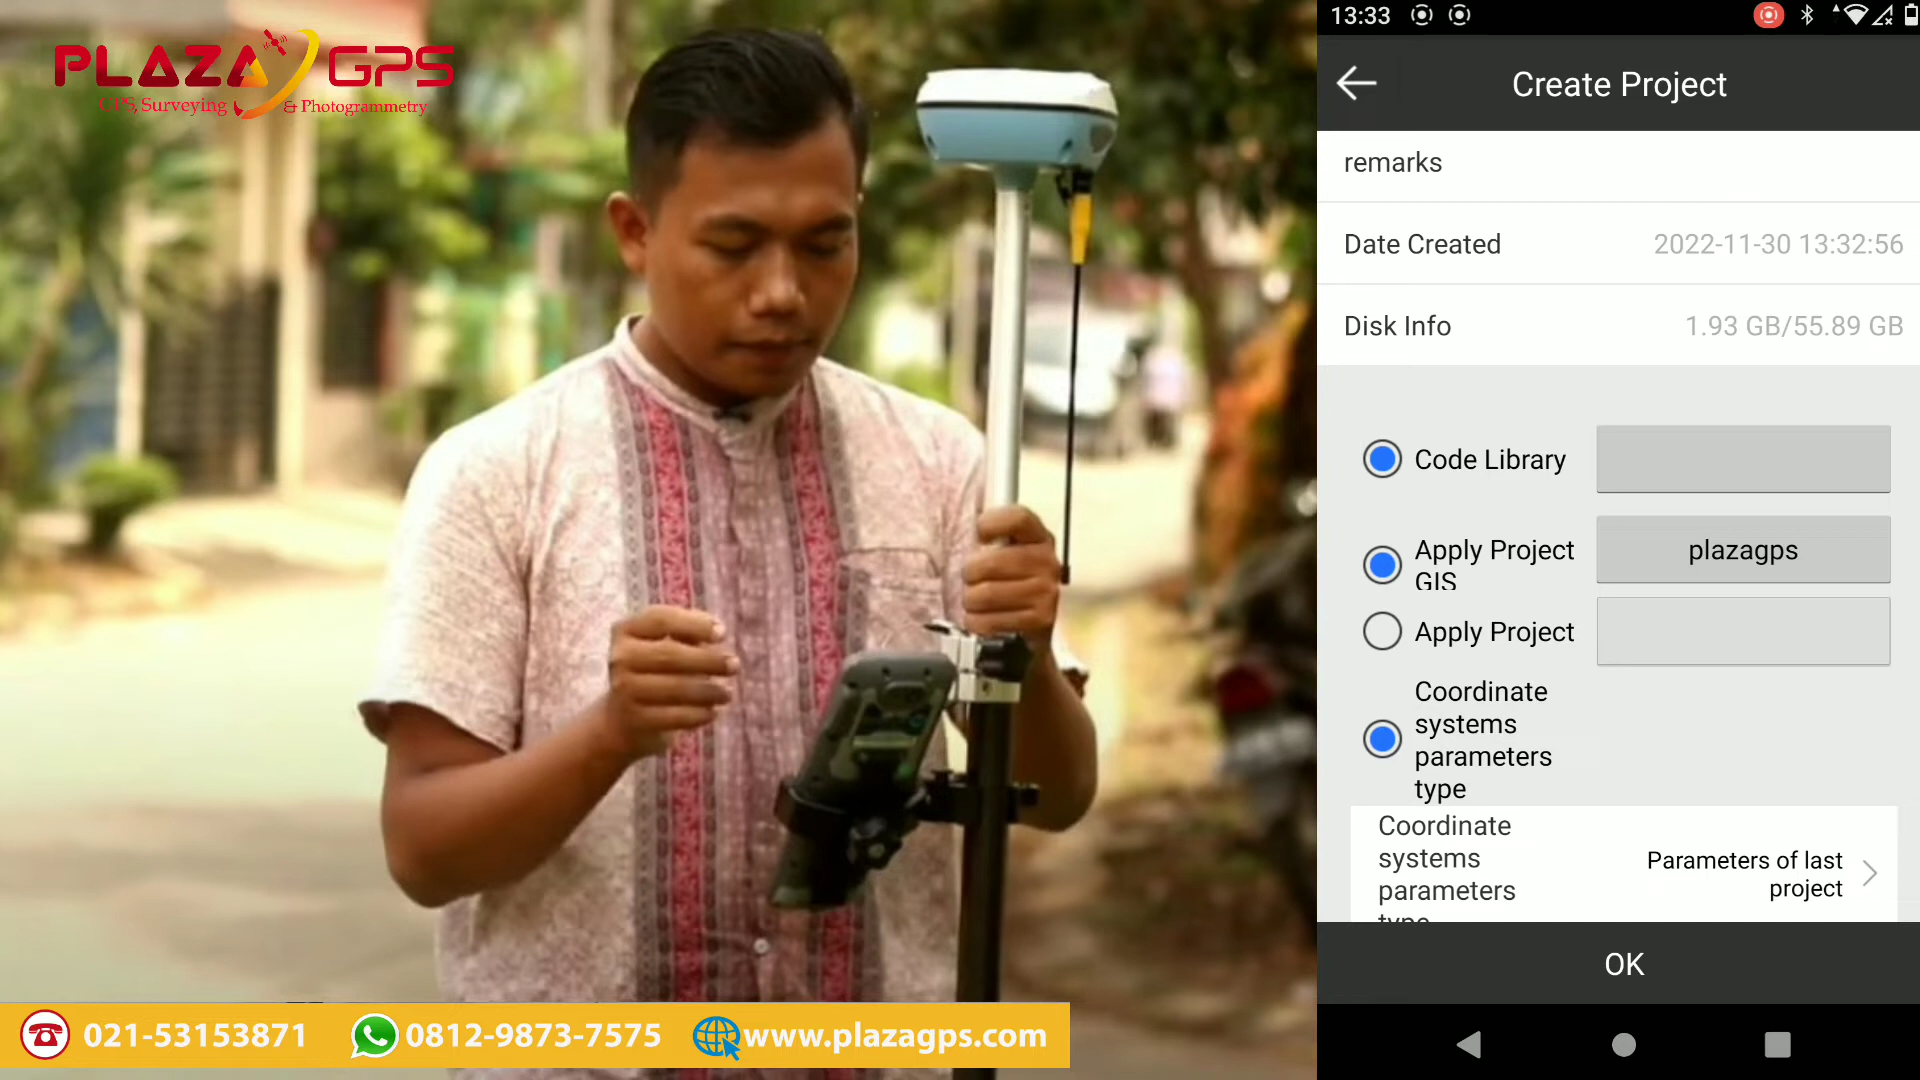 PLAZA GPS
GPS, Surveying & Photogrammetry
021-53153871
0812-9873-7575
www.plazagps.com
13:33
Create Project
remarks
Date Created
2022-11-30 13:32:56
Disk Info
1.93 GB/55.89 GB
Code Library
Apply Project
GIS
plazagps
Apply Project
Coordinate
systems
parameters
type
Coordinate
systems
parameters
type
Parameters of last
project
OK